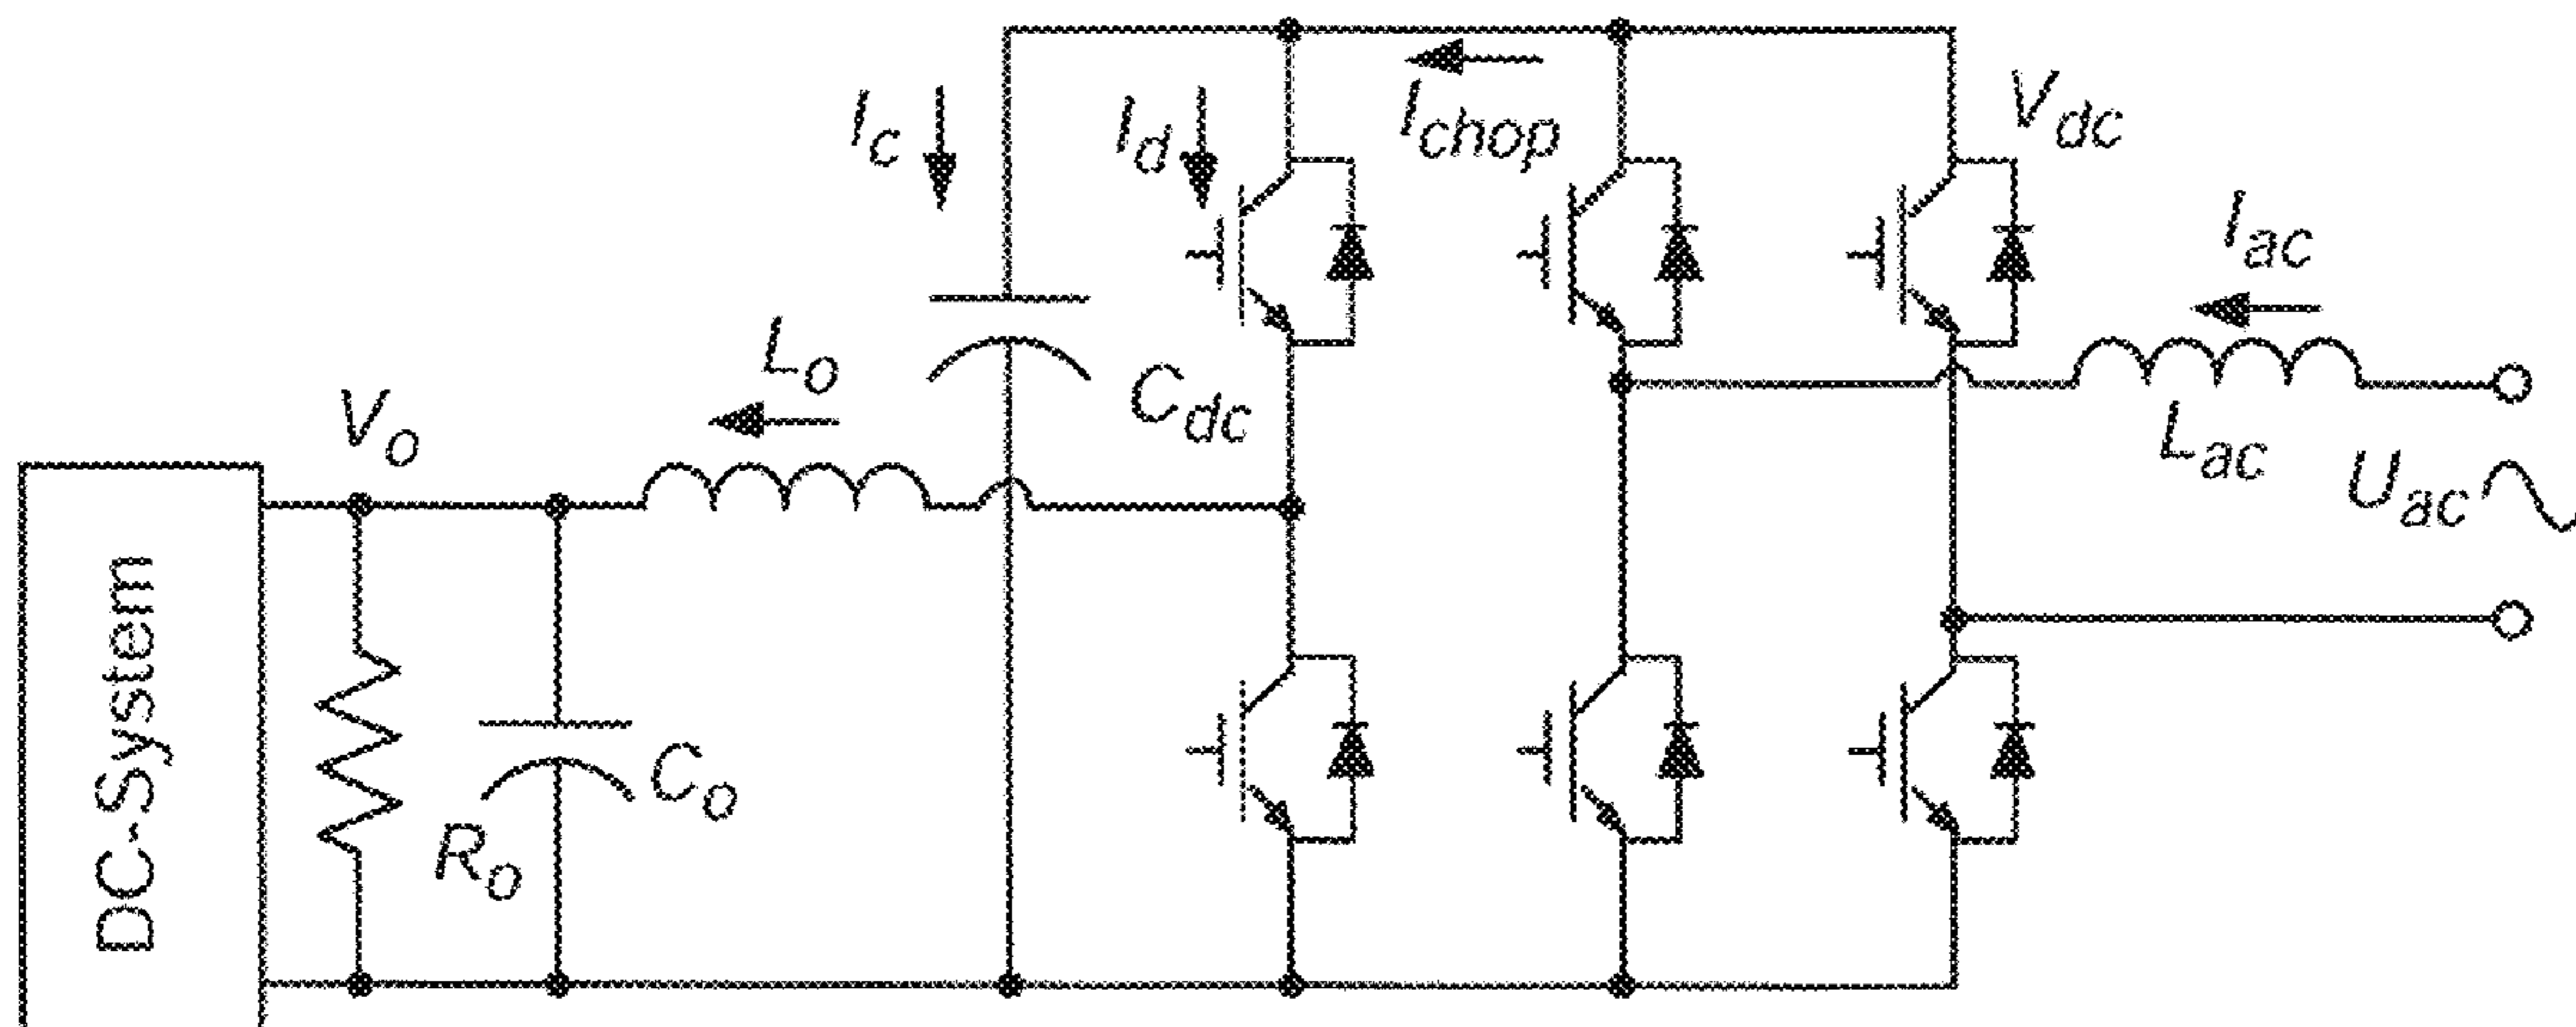 I_c
I_d
I_chop
V_dc
I_ac
L_o
C_dc
V_o
L_ac
U_ac
DC-System
C_o
R_o